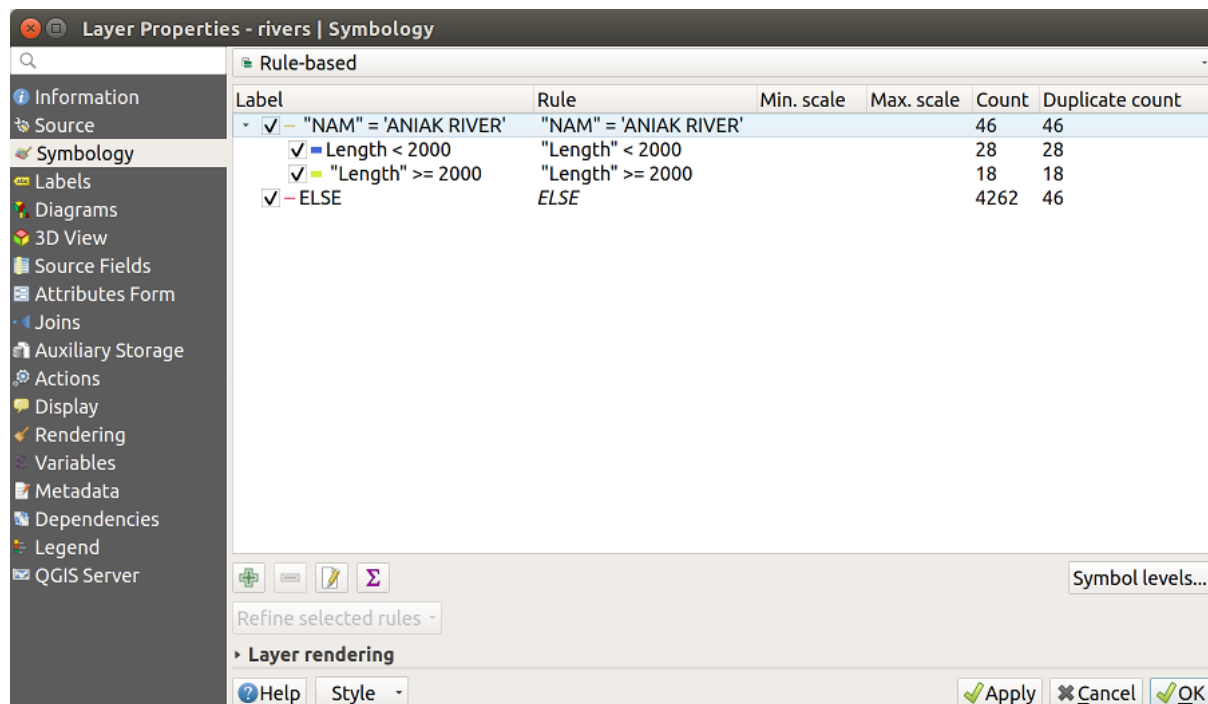 Layer Properties - rivers | Symbology
Rule-based
Information
Source
Symbology
Labels
Diagrams
3D View
Source Fields
Attributes Form
Joins
Auxiliary Storage
Actions
Display
Rendering
Variables
Metadata
Dependencies
Legend
QGIS Server
Label Rule Min. scale Max. scale Count Duplicate count
"NAM" = 'ANIAK RIVER' "NAM" = 'ANIAK RIVER' 46 46
Length < 2000 "Length" < 2000 28 28
"Length" >= 2000 "Length" >= 2000 18 18
ELSE ELSE 4262 46
Σ
Symbol levels...
Refine selected rules
Layer rendering
Help Style Apply Cancel OK